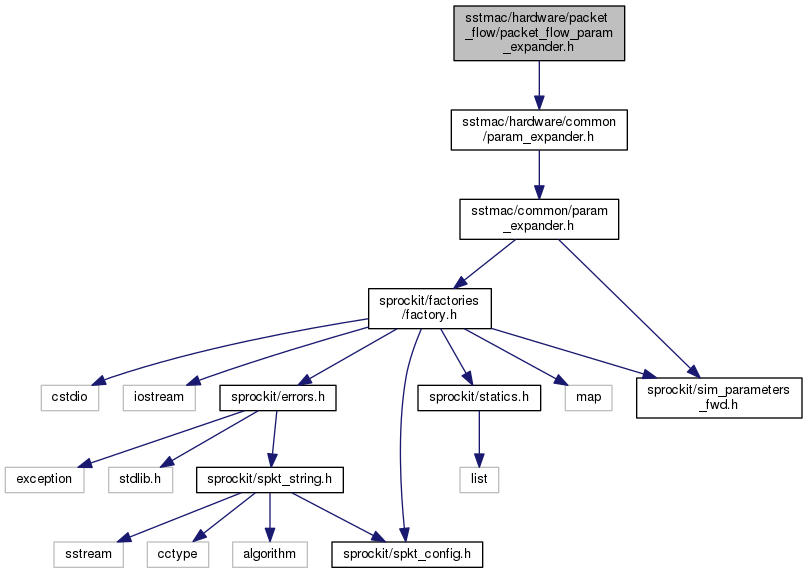 sstmac/hardware/packet
_flow/packet_flow_param
_expander.h
sstmac/hardware/common
/param_expander.h
sstmac/common/param
_expander.h
sprockit/factories
/factory.h
cstdio
iostream
sprockit/errors.h
sprockit/statics.h
map
sprockit/sim_parameters
_fwd.h
exception
stdlib.h
sprockit/spkt_string.h
list
sstream
cctype
algorithm
sprockit/spkt_config.h